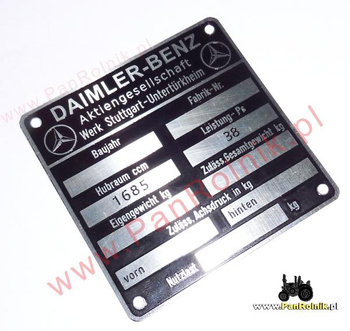 DAIMLER-BENZ
Aktiengesellschaft
Werk Stuttgart-Untertürkheim
Baujahr Fabrik-Nr.
Hubraum ccm Leistung-Ps
1685 38
Eigengewicht kg Zuläss.Gesamtgewicht kg
Zuläss. Achsdruck in kg
vorn hinten kg
Nutzlast
www.PanRolnik.pl
www.PanRolnik.pl
PanRolnik.pl